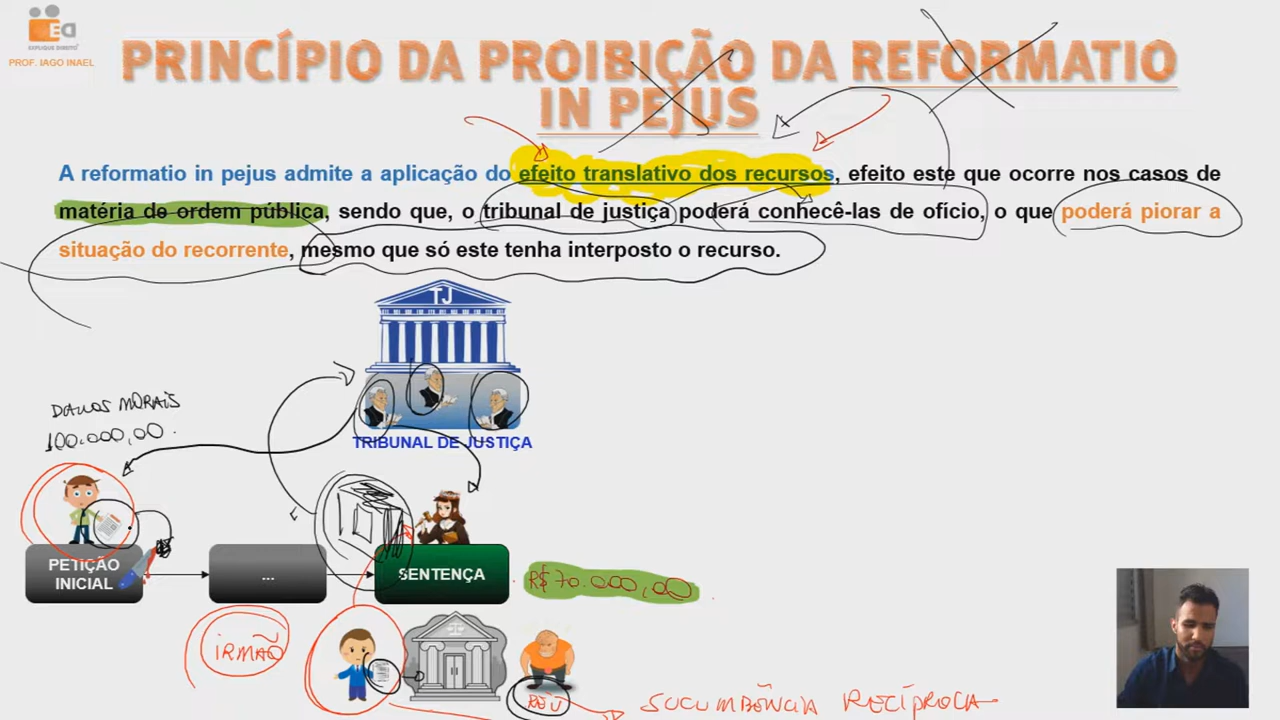 EXPLIQUE DIREITO
PROF. IAGO INAEL
PRINCÍPIO DA PROIBIÇÃO DA REFORMATIO
IN PEJUS
A reformatio in pejus admite a aplicação do efeito translativo dos recursos, efeito este que ocorre nos casos de
matéria de ordem pública, sendo que, o tribunal de justiça poderá conhecê-las de ofício, o que poderá piorar a
situação do recorrente, mesmo que só este tenha interposto o recurso.
TJ
TRIBUNAL DE JUSTIÇA
DANOS MORAIS
100.000,00.
PETIÇÃO
INICIAL
...
SENTENÇA
R$ 70.000,00
IRMÃO
RÉU
SUCUMBÊNCIA RECÍPROCA